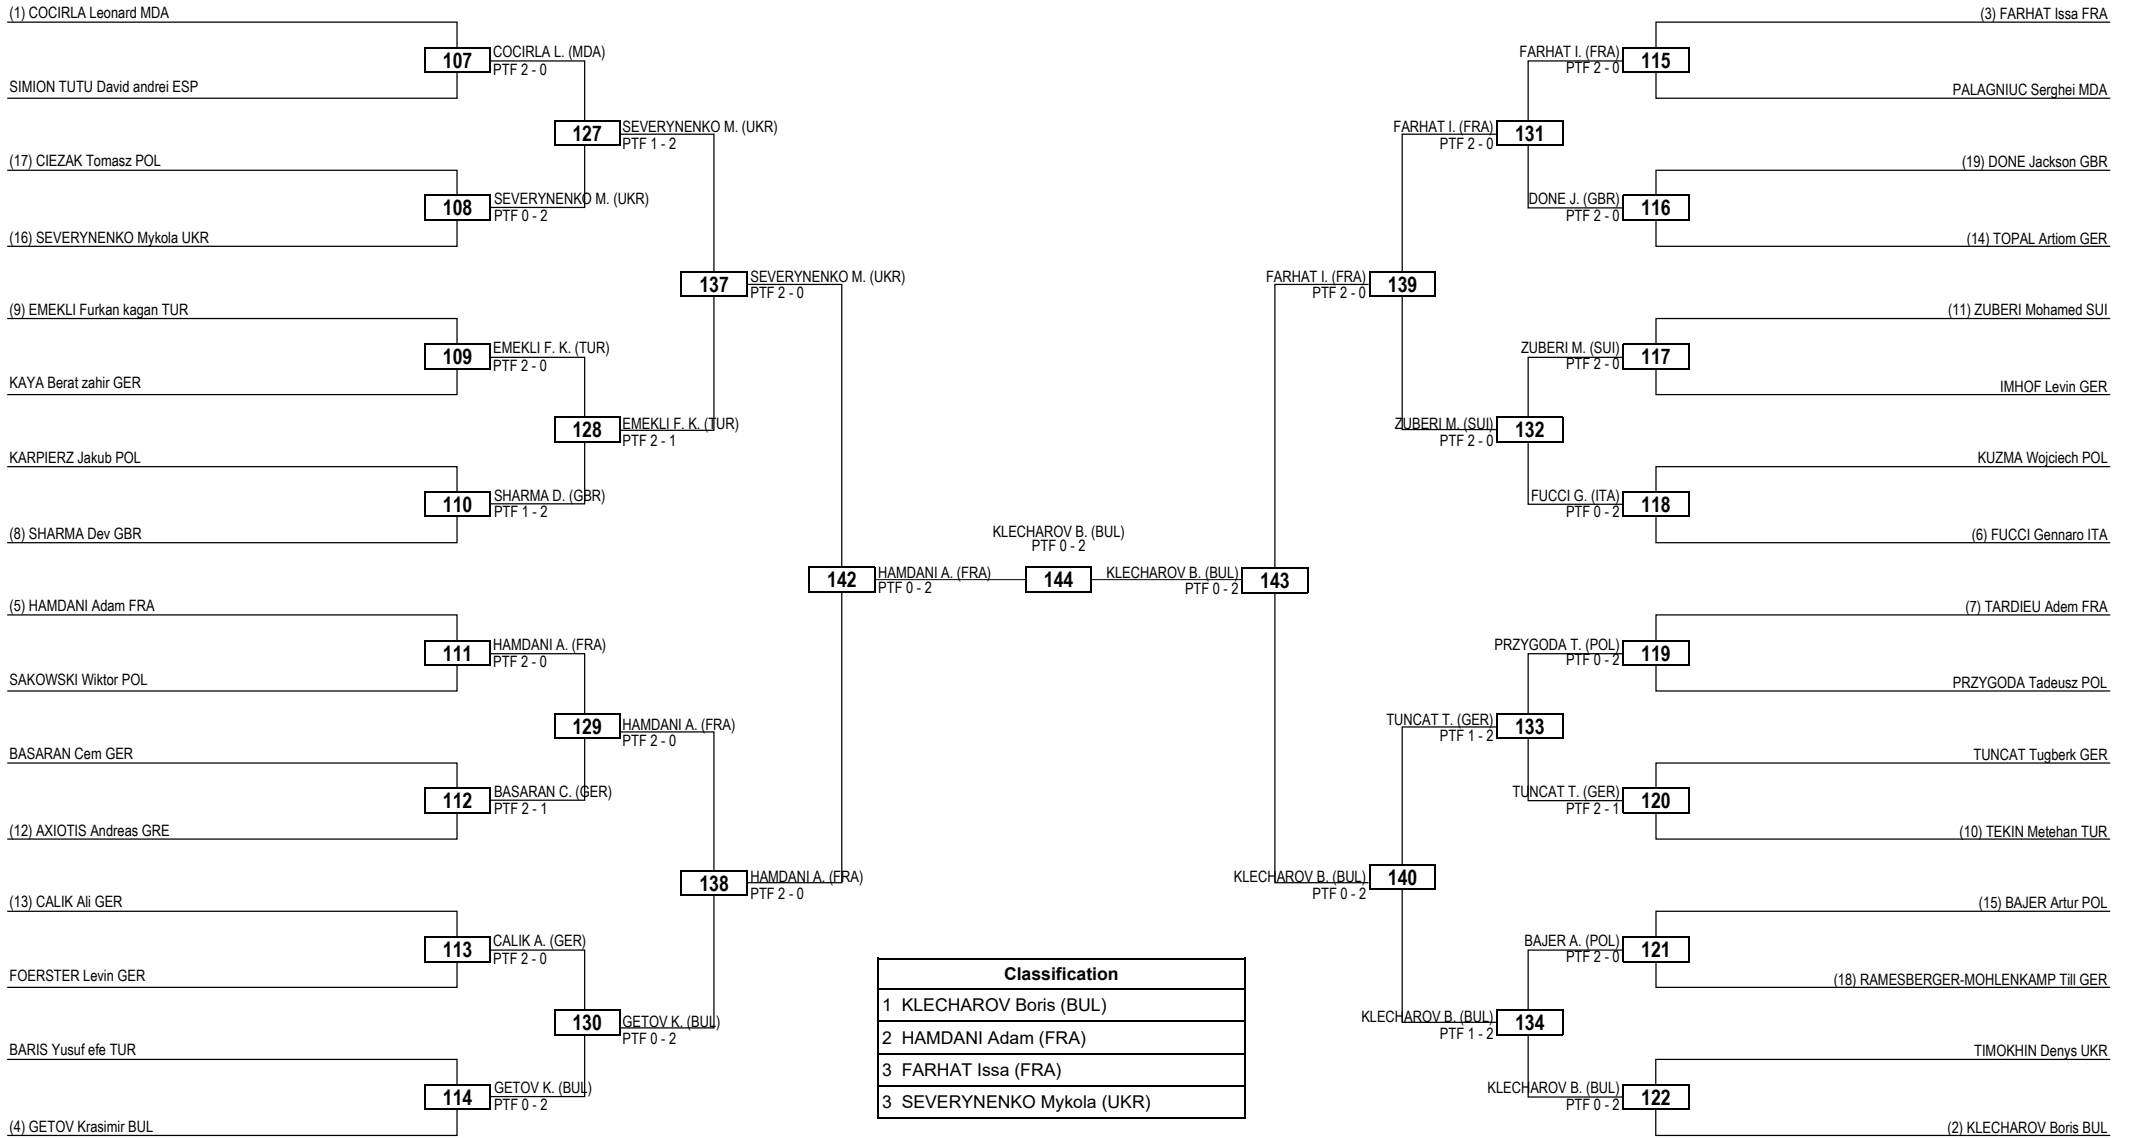 (1) COCIRLA Leonard MDA
107
COCIRLA L. (MDA)
PTF 2 - 0
SIMION TUTU David andrei ESP
127
SEVERYNENKO M. (UKR)
PTF 1 - 2
(17) CIEZAK Tomasz POL
108
SEVERYNENKO M. (UKR)
PTF 0 - 2
(16) SEVERYNENKO Mykola UKR
137
SEVERYNENKO M. (UKR)
PTF 2 - 0
(9) EMEKLI Furkan kagan TUR
109
EMEKLI F. K. (TUR)
PTF 2 - 0
KAYA Berat zahir GER
128
EMEKLI F. K. (TUR)
PTF 2 - 1
KARPIERZ Jakub POL
110
SHARMA D. (GBR)
PTF 1 - 2
(8) SHARMA Dev GBR
142
HAMDANI A. (FRA)
PTF 0 - 2
(5) HAMDANI Adam FRA
111
HAMDANI A. (FRA)
PTF 2 - 0
SAKOWSKI Wiktor POL
129
HAMDANI A. (FRA)
PTF 2 - 0
BASARAN Cem GER
112
BASARAN C. (GER)
PTF 2 - 1
(12) AXIOTIS Andreas GRE
138
HAMDANI A. (FRA)
PTF 2 - 0
(13) CALIK Ali GER
113
CALIK A. (GER)
PTF 2 - 0
FOERSTER Levin GER
130
GETOV K. (BUL)
PTF 0 - 2
BARIS Yusuf efe TUR
114
GETOV K. (BUL)
PTF 0 - 2
(4) GETOV Krasimir BUL
KLECHAROV B. (BUL)
PTF 0 - 2
144
(3) FARHAT Issa FRA
FARHAT I. (FRA)
PTF 2 - 0
115
PALAGNIUC Serghei MDA
FARHAT I. (FRA)
PTF 2 - 0
131
(19) DONE Jackson GBR
DONE J. (GBR)
PTF 2 - 0
116
(14) TOPAL Artiom GER
FARHAT I. (FRA)
PTF 2 - 0
139
(11) ZUBERI Mohamed SUI
ZUBERI M. (SUI)
PTF 2 - 0
117
IMHOF Levin GER
ZUBERI M. (SUI)
PTF 2 - 0
132
KUZMA Wojciech POL
FUCCI G. (ITA)
PTF 0 - 2
118
(6) FUCCI Gennaro ITA
KLECHAROV B. (BUL)
PTF 0 - 2
143
(7) TARDIEU Adem FRA
PRZYGODA T. (POL)
PTF 0 - 2
119
PRZYGODA Tadeusz POL
TUNCAT T. (GER)
PTF 1 - 2
133
TUNCAT Tugberk GER
TUNCAT T. (GER)
PTF 2 - 1
120
(10) TEKIN Metehan TUR
KLECHAROV B. (BUL)
PTF 0 - 2
140
(15) BAJER Artur POL
BAJER A. (POL)
PTF 2 - 0
121
(18) RAMESBERGER-MOHLENKAMP Till GER
KLECHAROV B. (BUL)
PTF 1 - 2
134
TIMOKHIN Denys UKR
KLECHAROV B. (BUL)
PTF 0 - 2
122
(2) KLECHAROV Boris BUL
Classification
1 KLECHAROV Boris (BUL)
2 HAMDANI Adam (FRA)
3 FARHAT Issa (FRA)
3 SEVERYNENKO Mykola (UKR)